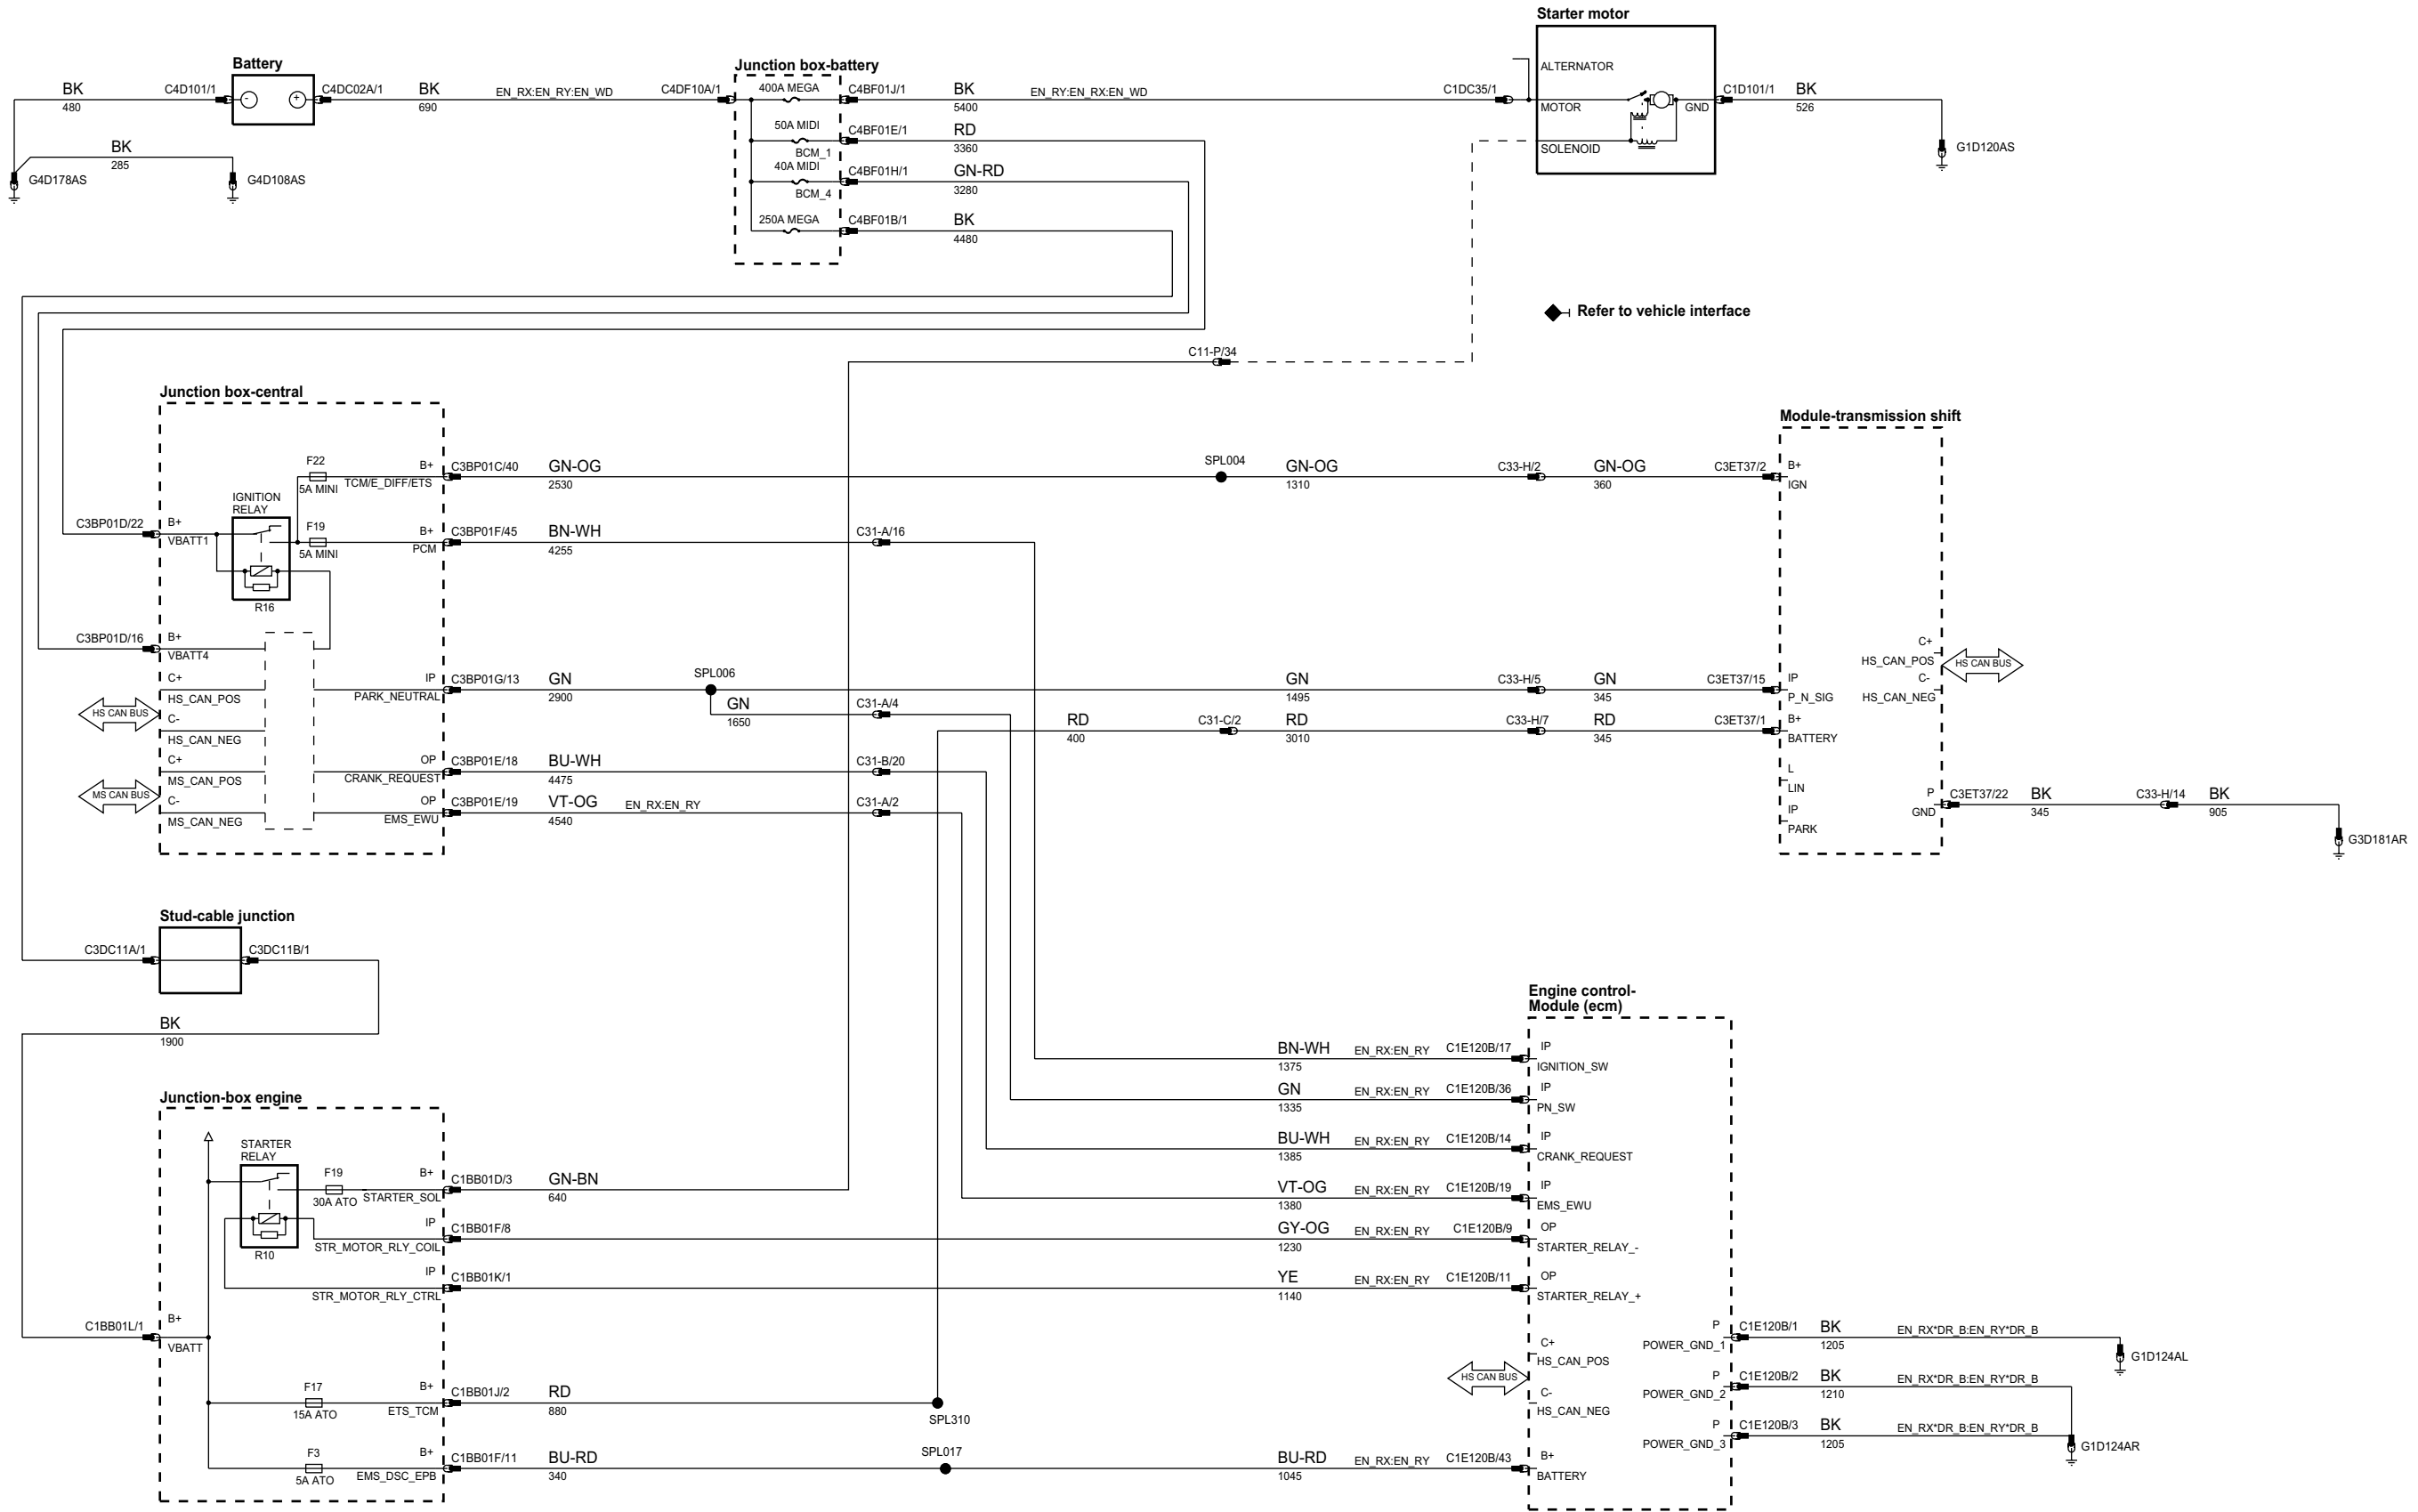 Starter motor
Battery
Junction box-battery
BK
480
C4D101/1
-
+
C4DC02A/1
BK
690
EN_RX:EN_RY:EN_WD
C4DF10A/1
400A MEGA
C4BF01J/1
BK
5400
EN_RY:EN_RX:EN_WD
C1DC35/1
ALTERNATOR
MOTOR
GND
SOLENOID
C1D101/1
BK
526
G1D120AS
BK
285
G4D178AS
G4D108AS
50A MIDI
BCM_1
C4BF01E/1
RD
3360
40A MIDI
BCM_4
C4BF01H/1
GN-RD
3280
250A MEGA
C4BF01B/1
BK
4480
Refer to vehicle interface
C11-P/34
Junction box-central
Module-transmission shift
F22
5A MINI
B+
TCM/E_DIFF/ETS
C3BP01C/40
GN-OG
2530
SPL004
GN-OG
1310
C33-H/2
GN-OG
360
C3ET37/2
B+
IGN
IGNITION
RELAY
C3BP01D/22
B+
VBATT1
F19
5A MINI
B+
PCM
C3BP01F/45
BN-WH
4255
C31-A/16
R16
C3BP01D/16
B+
VBATT4
C+
HS_CAN_POS
HS CAN BUS
C-
HS_CAN_NEG
C+
MS_CAN_POS
MS CAN BUS
C-
MS_CAN_NEG
IP
PARK_NEUTRAL
C3BP01G/13
GN
2900
SPL006
GN
1650
C31-A/4
GN
1495
C33-H/5
GN
345
C3ET37/15
IP
P_N_SIG
C+
HS_CAN_POS
C-
HS_CAN_NEG
HS CAN BUS
RD
400
C31-C/2
RD
3010
C33-H/7
RD
345
C3ET37/1
B+
BATTERY
OP
CRANK_REQUEST
C3BP01E/18
BU-WH
4475
C31-B/20
L
LIN
OP
EMS_EWU
C3BP01E/19
VT-OG
4540
EN_RX:EN_RY
C31-A/2
IP
PARK
P
GND
C3ET37/22
BK
345
C33-H/14
BK
905
G3D181AR
Stud-cable junction
C3DC11A/1
C3DC11B/1
BK
1900
Engine control-
Module (ecm)
BN-WH
1375
EN_RX:EN_RY
C1E120B/17
IP
IGNITION_SW
GN
1335
EN_RX:EN_RY
C1E120B/36
IP
PN_SW
BU-WH
1385
EN_RX:EN_RY
C1E120B/14
IP
CRANK_REQUEST
Junction-box engine
STARTER
RELAY
F19
30A ATO
B+
STARTER_SOL
C1BB01D/3
GN-BN
640
VT-OG
1380
EN_RX:EN_RY
C1E120B/19
IP
EMS_EWU
R10
IP
STR_MOTOR_RLY_COIL
C1BB01F/8
GY-OG
1230
EN_RX:EN_RY
C1E120B/9
OP
STARTER_RELAY_-
IP
STR_MOTOR_RLY_CTRL
C1BB01K/1
YE
1140
EN_RX:EN_RY
C1E120B/11
OP
STARTER_RELAY_+
C1BB01L/1
B+
VBATT
C+
HS_CAN_POS
HS CAN BUS
C-
HS_CAN_NEG
P
POWER_GND_1
C1E120B/1
BK
1205
EN_RX*DR_B:EN_RY*DR_B
G1D124AL
P
POWER_GND_2
C1E120B/2
BK
1210
EN_RX*DR_B:EN_RY*DR_B
P
POWER_GND_3
C1E120B/3
BK
1205
EN_RX*DR_B:EN_RY*DR_B
G1D124AR
F17
15A ATO
B+
ETS_TCM
C1BB01J/2
RD
880
SPL310
F3
5A ATO
B+
EMS_DSC_EPB
C1BB01F/11
BU-RD
340
SPL017
BU-RD
1045
EN_RX:EN_RY
C1E120B/43
B+
BATTERY